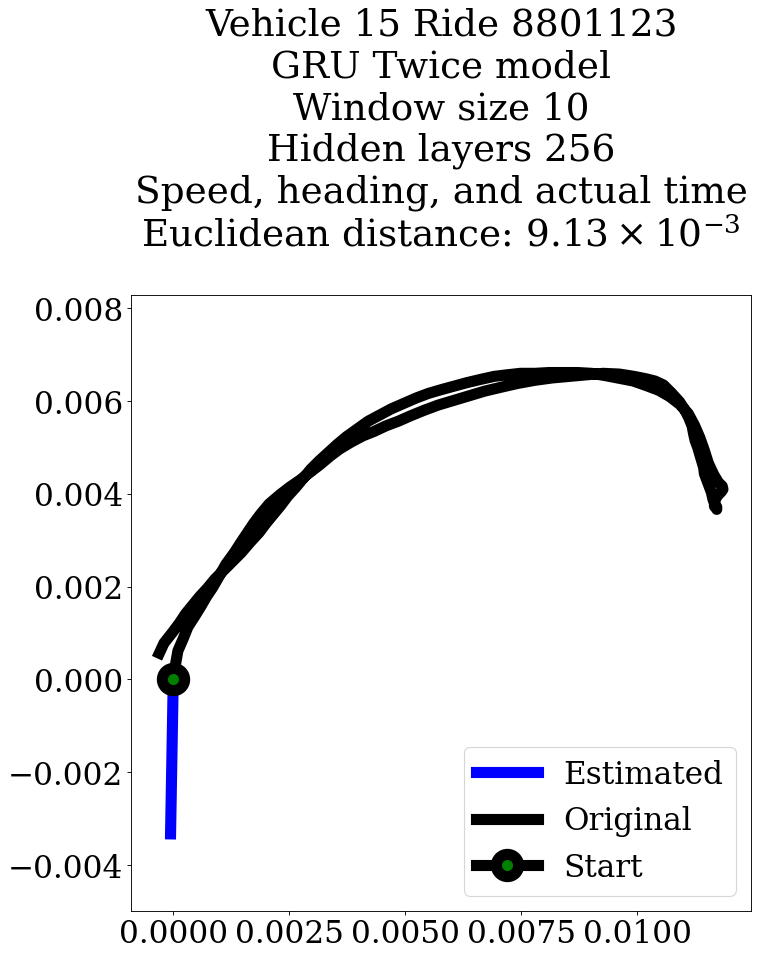 Vehicle 15 Ride 8801123
GRU Twice model
Window size 10
Hidden layers 256
Speed, heading, and actual time
Euclidean distance: 9.13 × 10⁻³
0.008
0.006
0.004
0.002
0.000
−0.002
−0.004
Estimated
Original
Start
0.0000 0.0025 0.0050 0.0075 0.0100